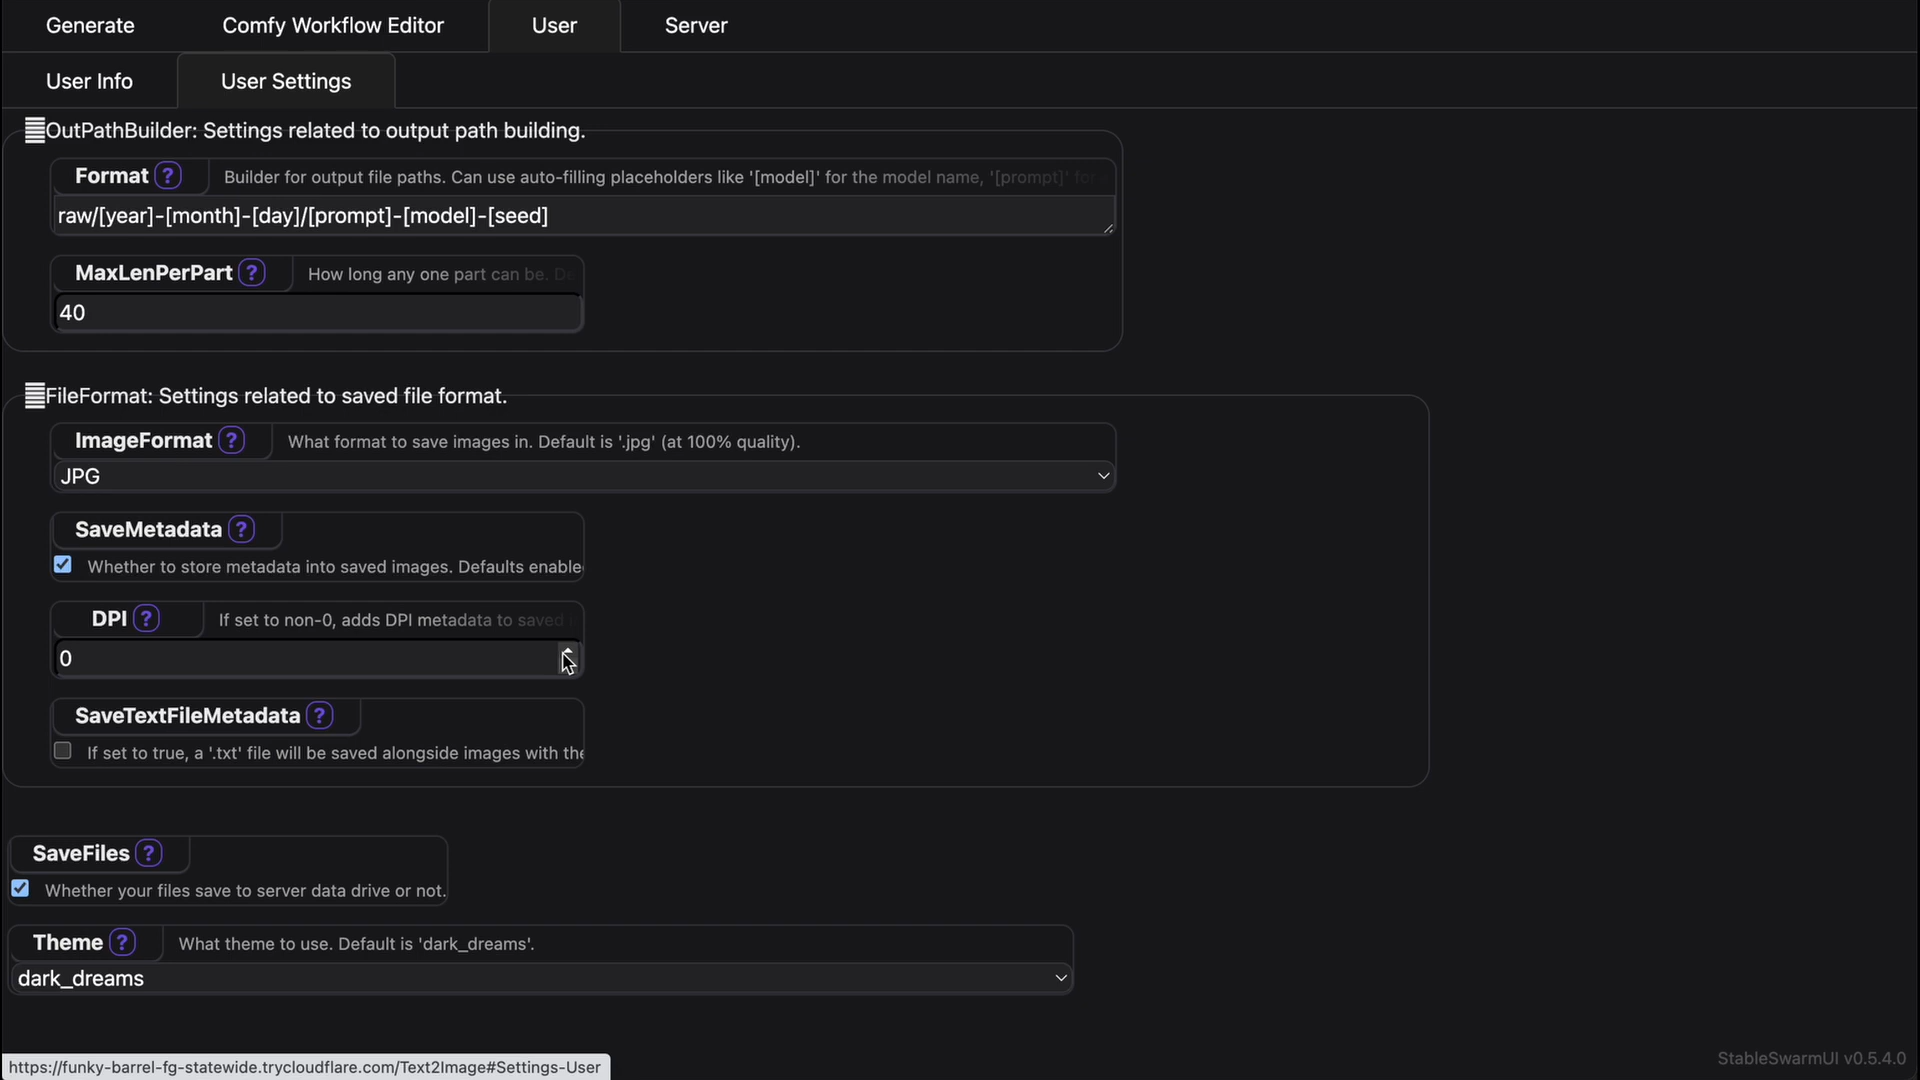 Generate Comfy Workflow Editor User Server
User Info User Settings
OutPathBuilder: Settings related to output path building.
Format ? Builder for output file paths. Can use auto-filling placeholders like '[model]' for the model name, '[prompt]' for
raw/[year]-[month]-[day]/[prompt]-[model]-[seed]
MaxLenPerPart ? How long any one part can be.
40
FileFormat: Settings related to saved file format.
ImageFormat ? What format to save images in. Default is '.jpg' (at 100% quality).
JPG
SaveMetadata ?
Whether to store metadata into saved images. Defaults enable
DPI ? If set to non-0, adds DPI metadata to saved
0
SaveTextFileMetadata ?
If set to true, a '.txt' file will be saved alongside images with the
SaveFiles ?
Whether your files save to server data drive or not.
Theme ? What theme to use. Default is 'dark_dreams'.
dark_dreams
StableSwarmUI v0.5.4.0
https://funky-barrel-fg-statewide.trycloudflare.com/Text2Image#Settings-User